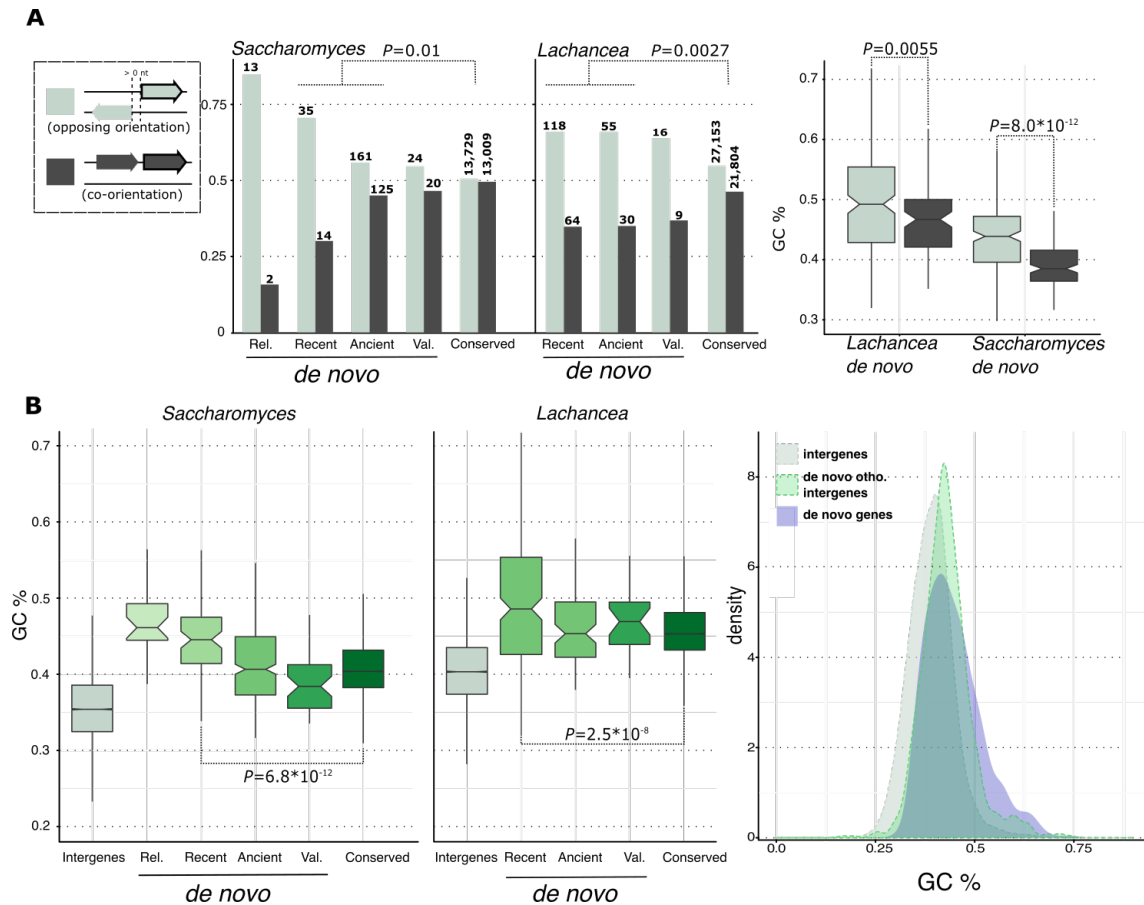 A
> 0 nt
(opposing orientation)
(co-orientation)
Saccharomyces
P=0.01
Lachancea
P=0.0027
0.75
0.5
0.25
0
13
2
35
14
161
125
24
20
13,729
13,009
118
64
55
30
16
9
27,153
21,804
Rel.
Recent
Ancient
Val.
Conserved
de novo
Recent
Ancient
Val.
Conserved
de novo
P=0.0055
P=8.0*10-12
GC %
0.7
0.6
0.5
0.4
0.3
Lachancea
de novo
Saccharomyces
de novo
B
Saccharomyces
GC %
0.7
0.6
0.5
0.4
0.3
0.2
P=6.8*10-12
Intergenes
Rel.
Recent
Ancient
Val.
Conserved
de novo
Lachancea
P=2.5*10-8
Intergenes
Recent
Ancient
Val.
Conserved
de novo
intergenes
de novo otho.
intergenes
de novo genes
density
8
6
4
2
0
0.0
0.25
0.5
0.75
GC %